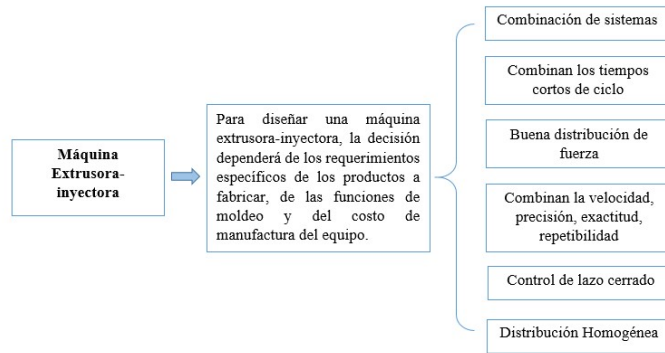 Máquina
Extrusora-
inyectora
Para diseñar una máquina
extrusora-inyectora, la decisión
dependerá de los requerimientos
específicos de los productos a
fabricar, de las funciones de
moldeo y del costo de
manufactura del equipo.
Combinación de sistemas
Combinan los tiempos
cortos de ciclo
Buena distribución de
fuerza
Combinan la velocidad,
precisión, exactitud,
repetibilidad
Control de lazo cerrado
Distribución Homogénea